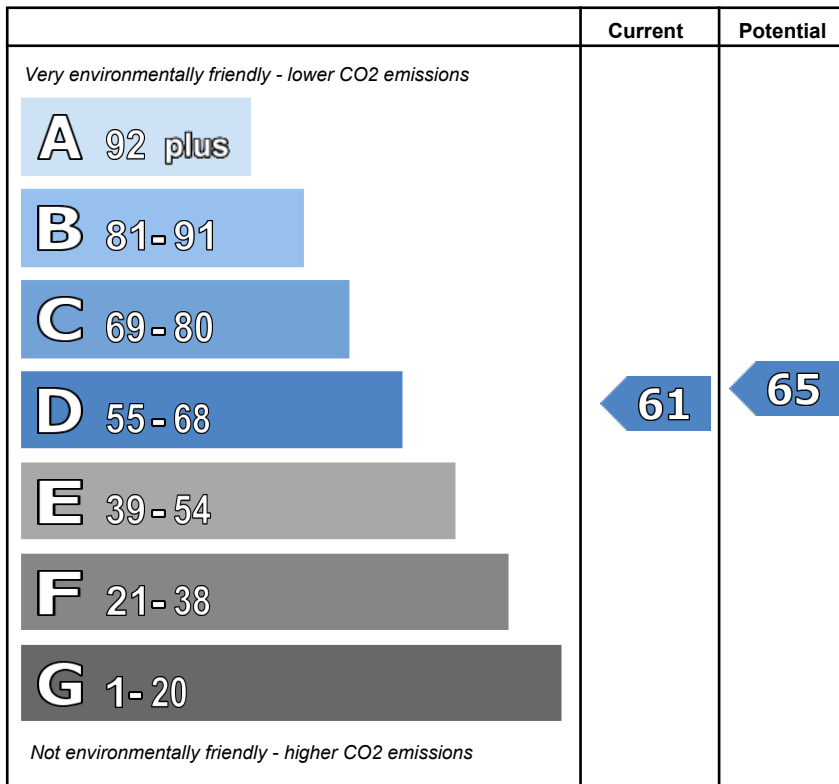 Current Potential
Very environmentally friendly - lower CO2 emissions
A 92 plus
B 81-91
C 69-80
D 55-68
61 65
E 39-54
F 21-38
G 1-20
Not environmentally friendly - higher CO2 emissions